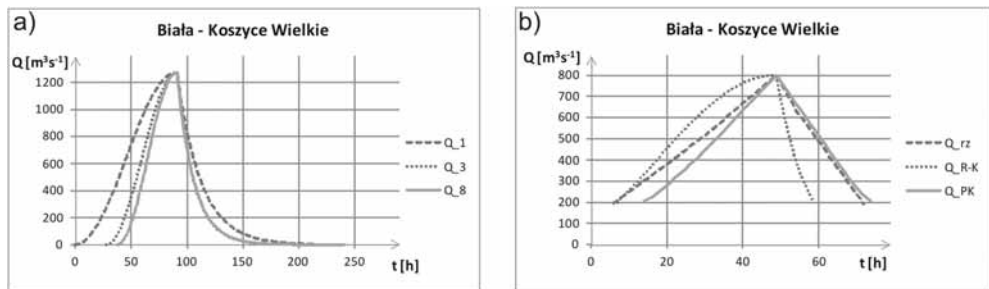 a)
Biała - Koszyce Wielkie
Q [m³s⁻¹]
1200
1000
800
600
400
200
0
0 50 100 150 200 250
t [h]
Q_1
Q_3
Q_8
b)
Biała - Koszyce Wielkie
Q [m³s⁻¹]
800
700
600
500
400
300
200
100
0
0 20 40 60
t [h]
Q_rz
Q_R-K
Q_PK